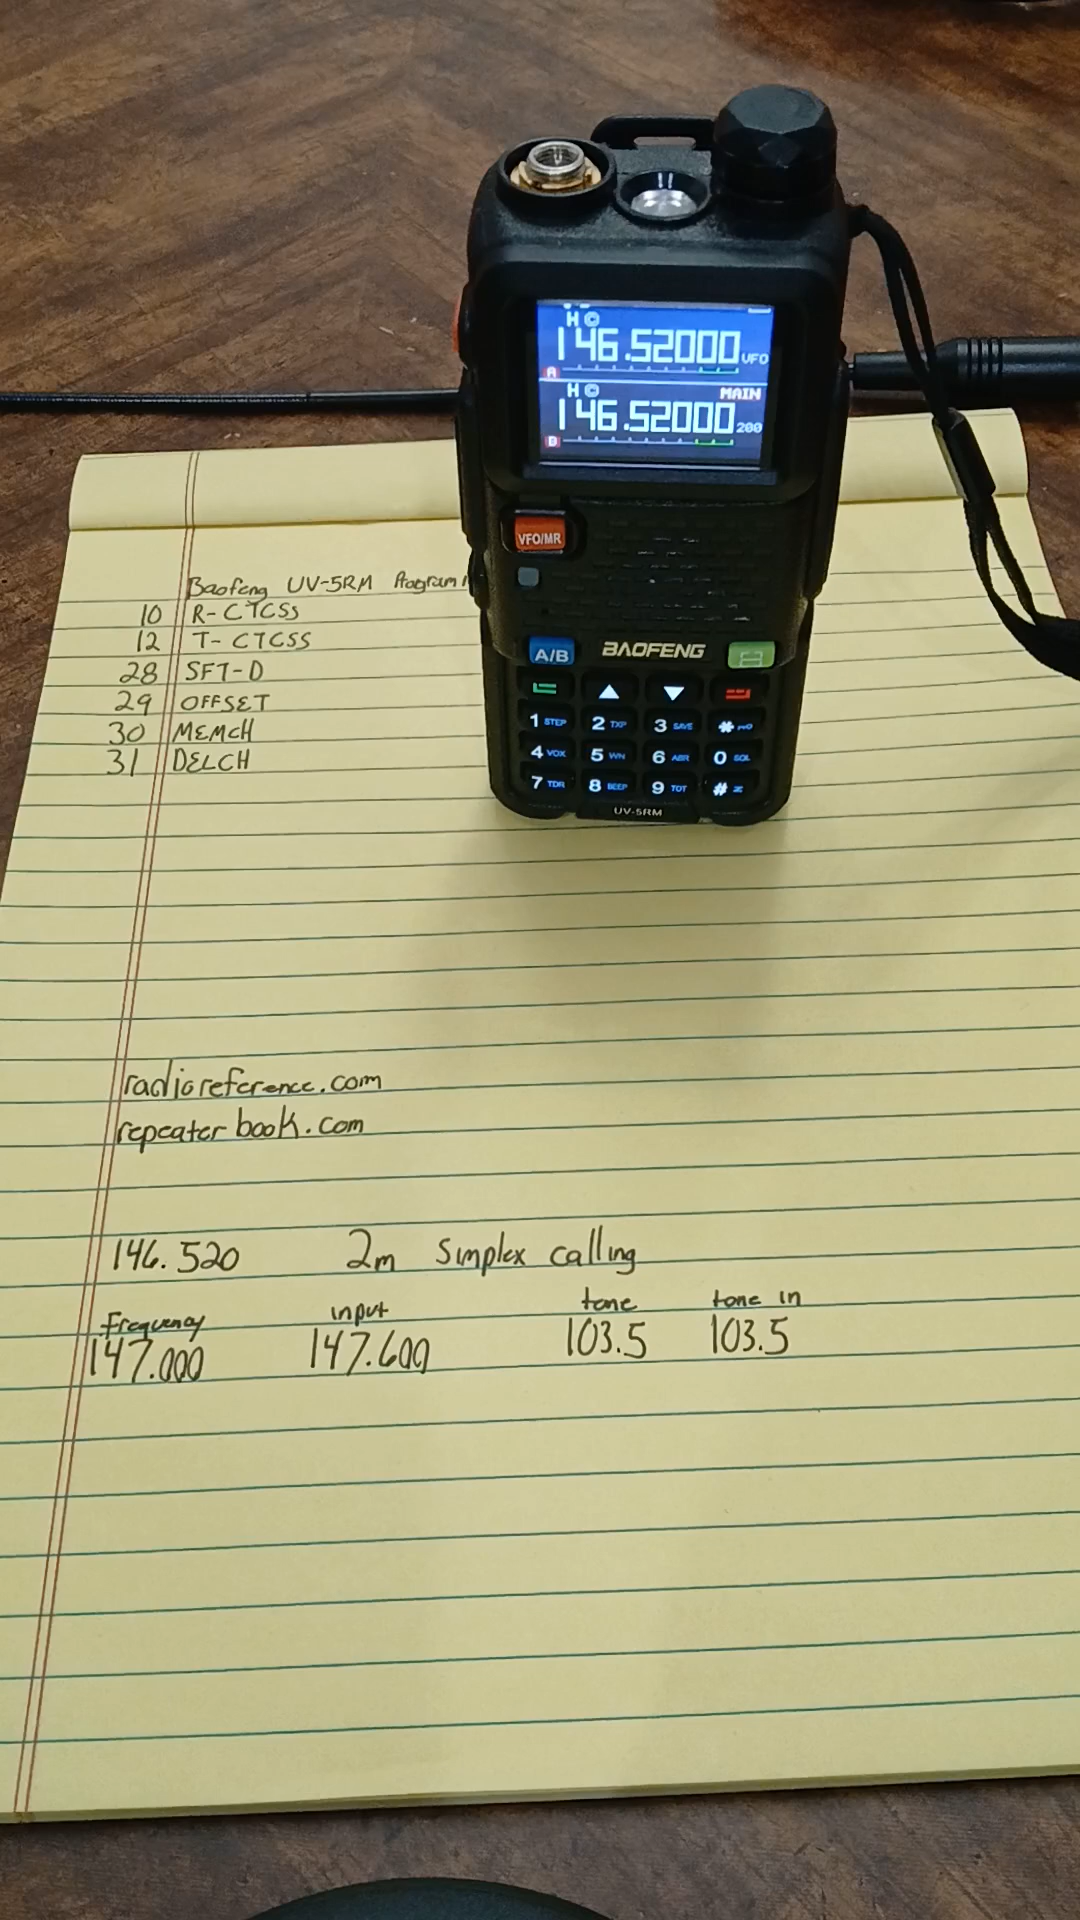 H ©
146.52000 VFO
A
H © MAIN
146.52000 200
D
VFO/MR
A/B BAOFENG
1 STEP 2 TXP 3 SAVE *
4 VOX 5 WN 6 ABR 0 SQL
7 TDR 8 BEEP 9 TOT #
UV-5RM
Baofeng UV-5RM
10 R-CTCSS
12 T-CTCSS
28 SFT-D
29 OFFSET
30 MEMCH
31 DELCH
radioreference.com
repeaterbook.com
146.520 2m Simplex calling
Frequency input tone tone in
147.000 147.600 103.5 103.5